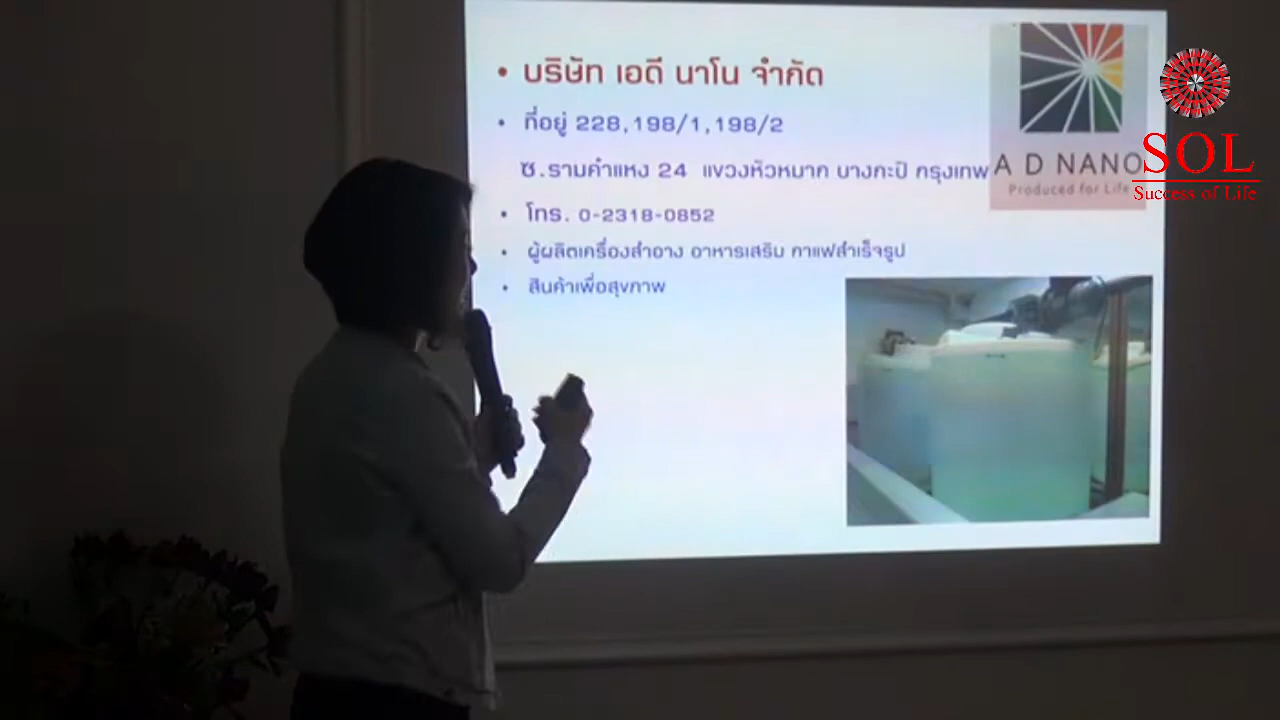 • บริษัท เอดี นาโน จำกัด
• ที่อยู่ 228,198/1,198/2
ซ.รามคำแหง 24 แขวงหัวหมาก บางกะปิ กรุงเทพ
• โทร. 0-2318-0852
• ผู้ผลิตเครื่องสำอาง อาหารเสริม กาแฟสำเร็จรูป
• สินค้าเพื่อสุขภาพ
A D NANO
Produced for Life
SOL
Success of Life